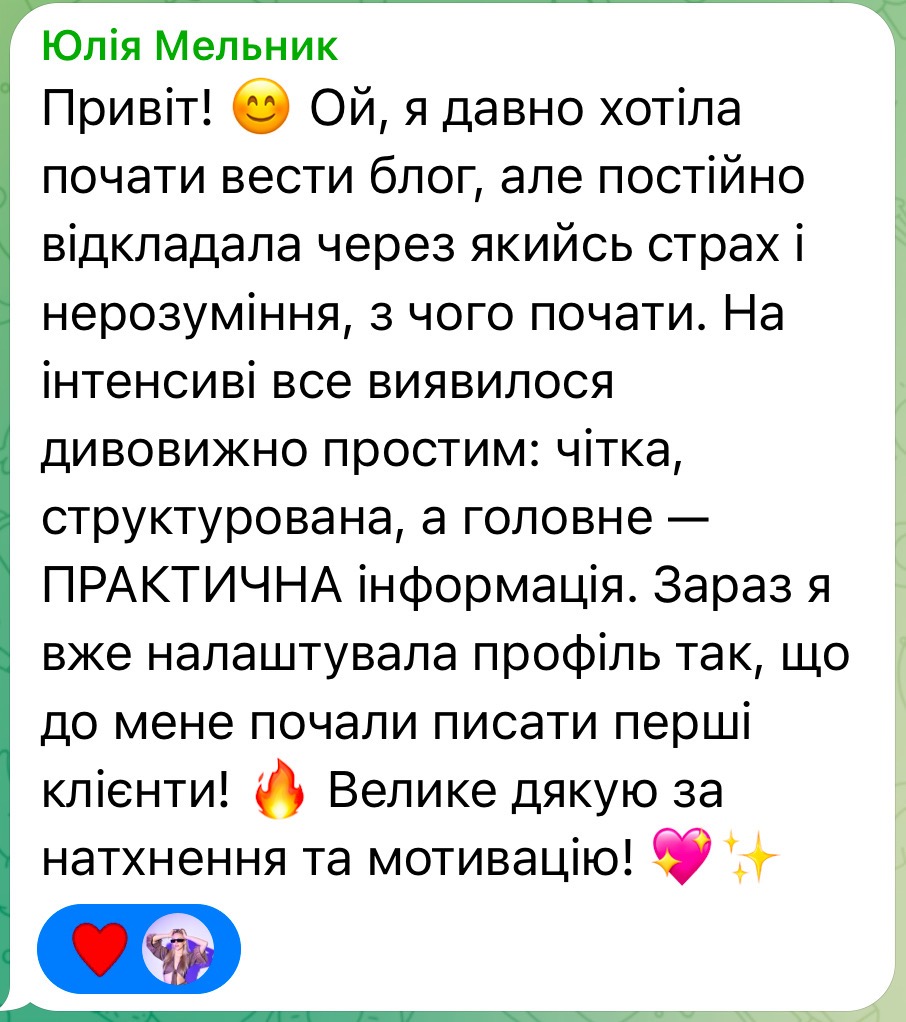 Юлія Мельник
Привіт! 😊 Ой, я давно хотіла
почати вести блог, але постійно
відкладала через якийсь страх і
нерозуміння, з чого почати. На
інтенсиві все виявилося
дивовижно простим: чітка,
структурована, а головне —
ПРАКТИЧНА інформація. Зараз я
вже налаштувала профіль так, що
до мене почали писати перші
клієнти! 🔥 Велике дякую за
натхнення та мотивацію! 💖✨